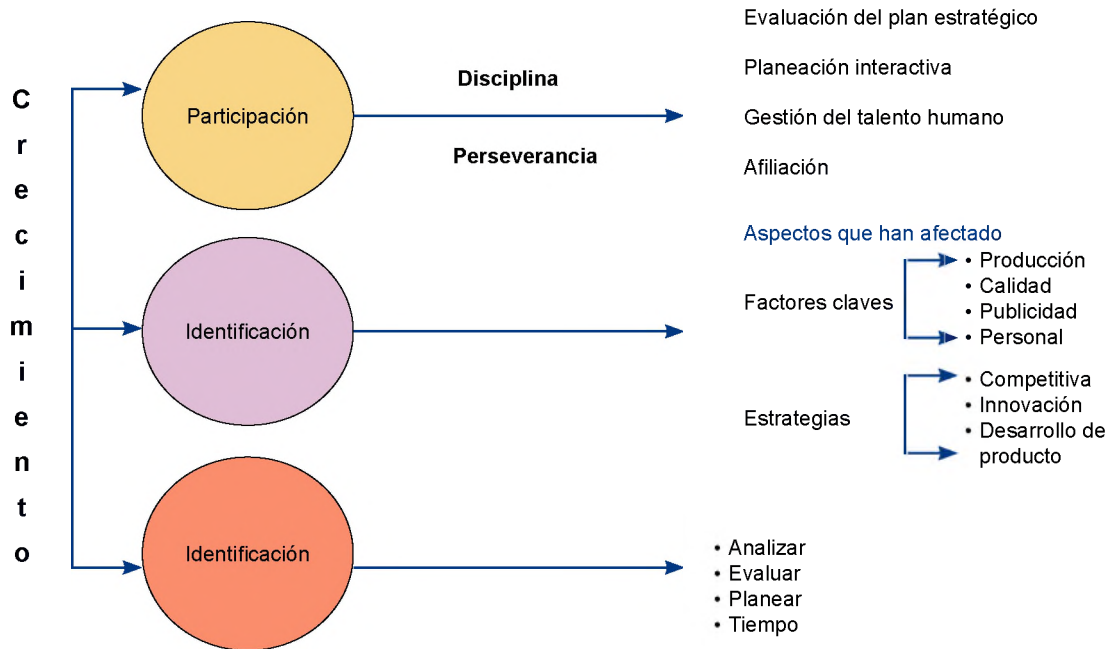 Crecimiento
Participación
Disciplina
Perseverancia
Evaluación del plan estratégico
Planeación interactiva
Gestión del talento humano
Afiliación
Identificación
Aspectos que han afectado
Factores claves
• Producción
• Calidad
• Publicidad
• Personal
Estrategias
• Competitiva
• Innovación
• Desarrollo de
producto
Identificación
• Analizar
• Evaluar
• Planear
• Tiempo